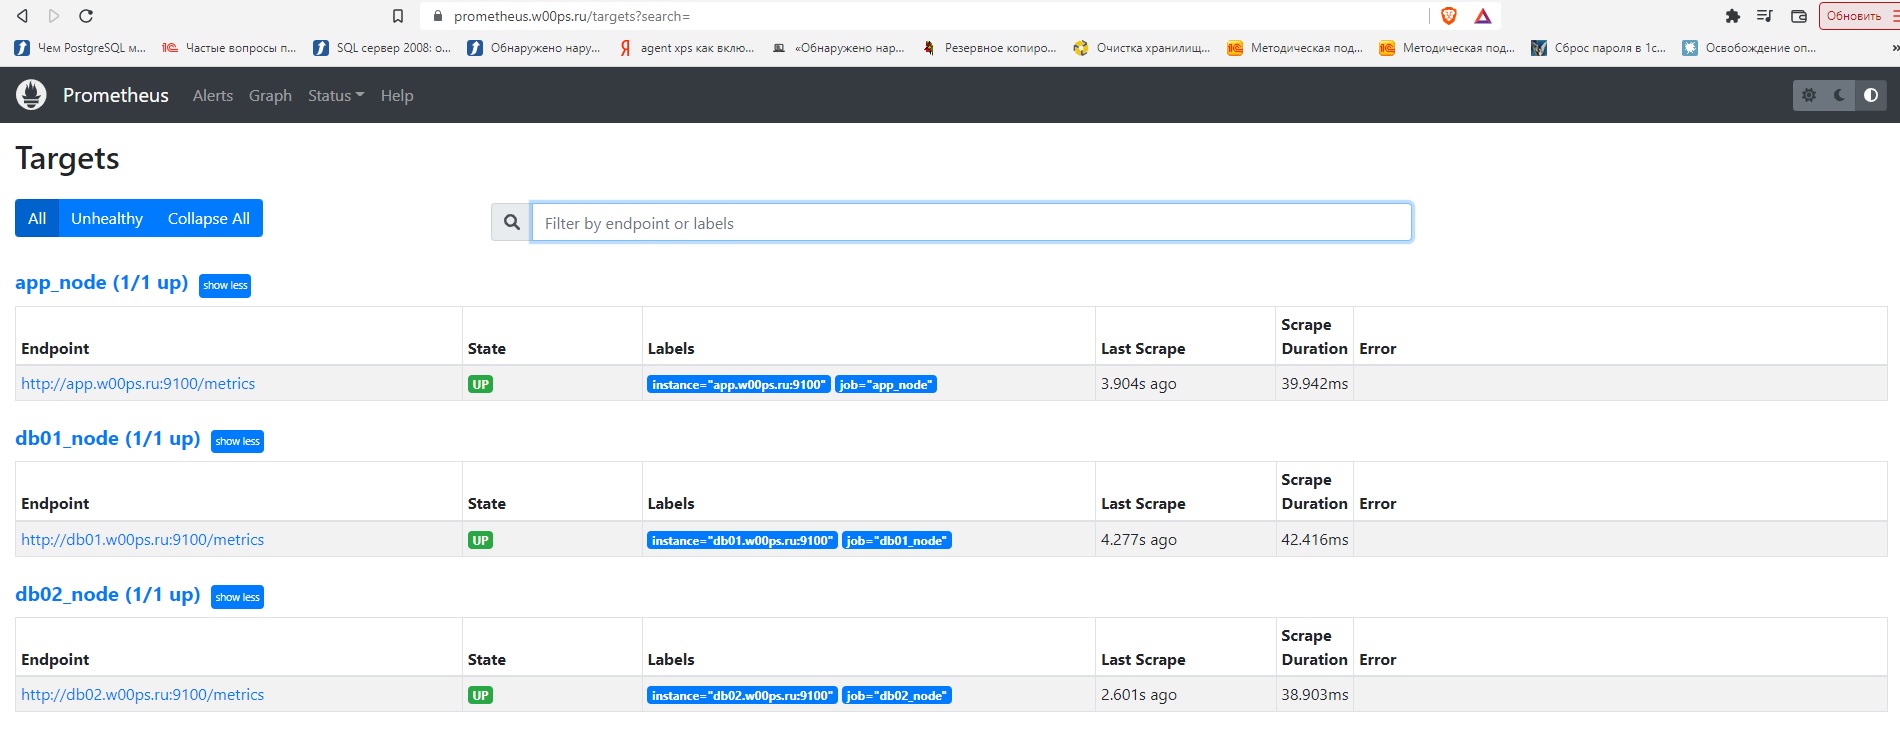 prometheus.w00ps.ru/targets?search=
Обновить
Чем PostgreSQL м... Частые вопросы п... SQL сервер 2008: о... Обнаружено нару... agent xps как вклю... «Обнаружено нар... Резервное копиро... Очистка хранилищ... Методическая под... Методическая под... Сброс пароля в 1с... Освобождение оп... »
Prometheus Alerts Graph Status Help
Targets
All Unhealthy Collapse All
Filter by endpoint or labels
app_node (1/1 up) show less
Endpoint State Labels Last Scrape Scrape Duration Error
http://app.w00ps.ru:9100/metrics UP instance="app.w00ps.ru:9100" job="app_node" 3.904s ago 39.942ms
db01_node (1/1 up) show less
Endpoint State Labels Last Scrape Scrape Duration Error
http://db01.w00ps.ru:9100/metrics UP instance="db01.w00ps.ru:9100" job="db01_node" 4.277s ago 42.416ms
db02_node (1/1 up) show less
Endpoint State Labels Last Scrape Scrape Duration Error
http://db02.w00ps.ru:9100/metrics UP instance="db02.w00ps.ru:9100" job="db02_node" 2.601s ago 38.903ms